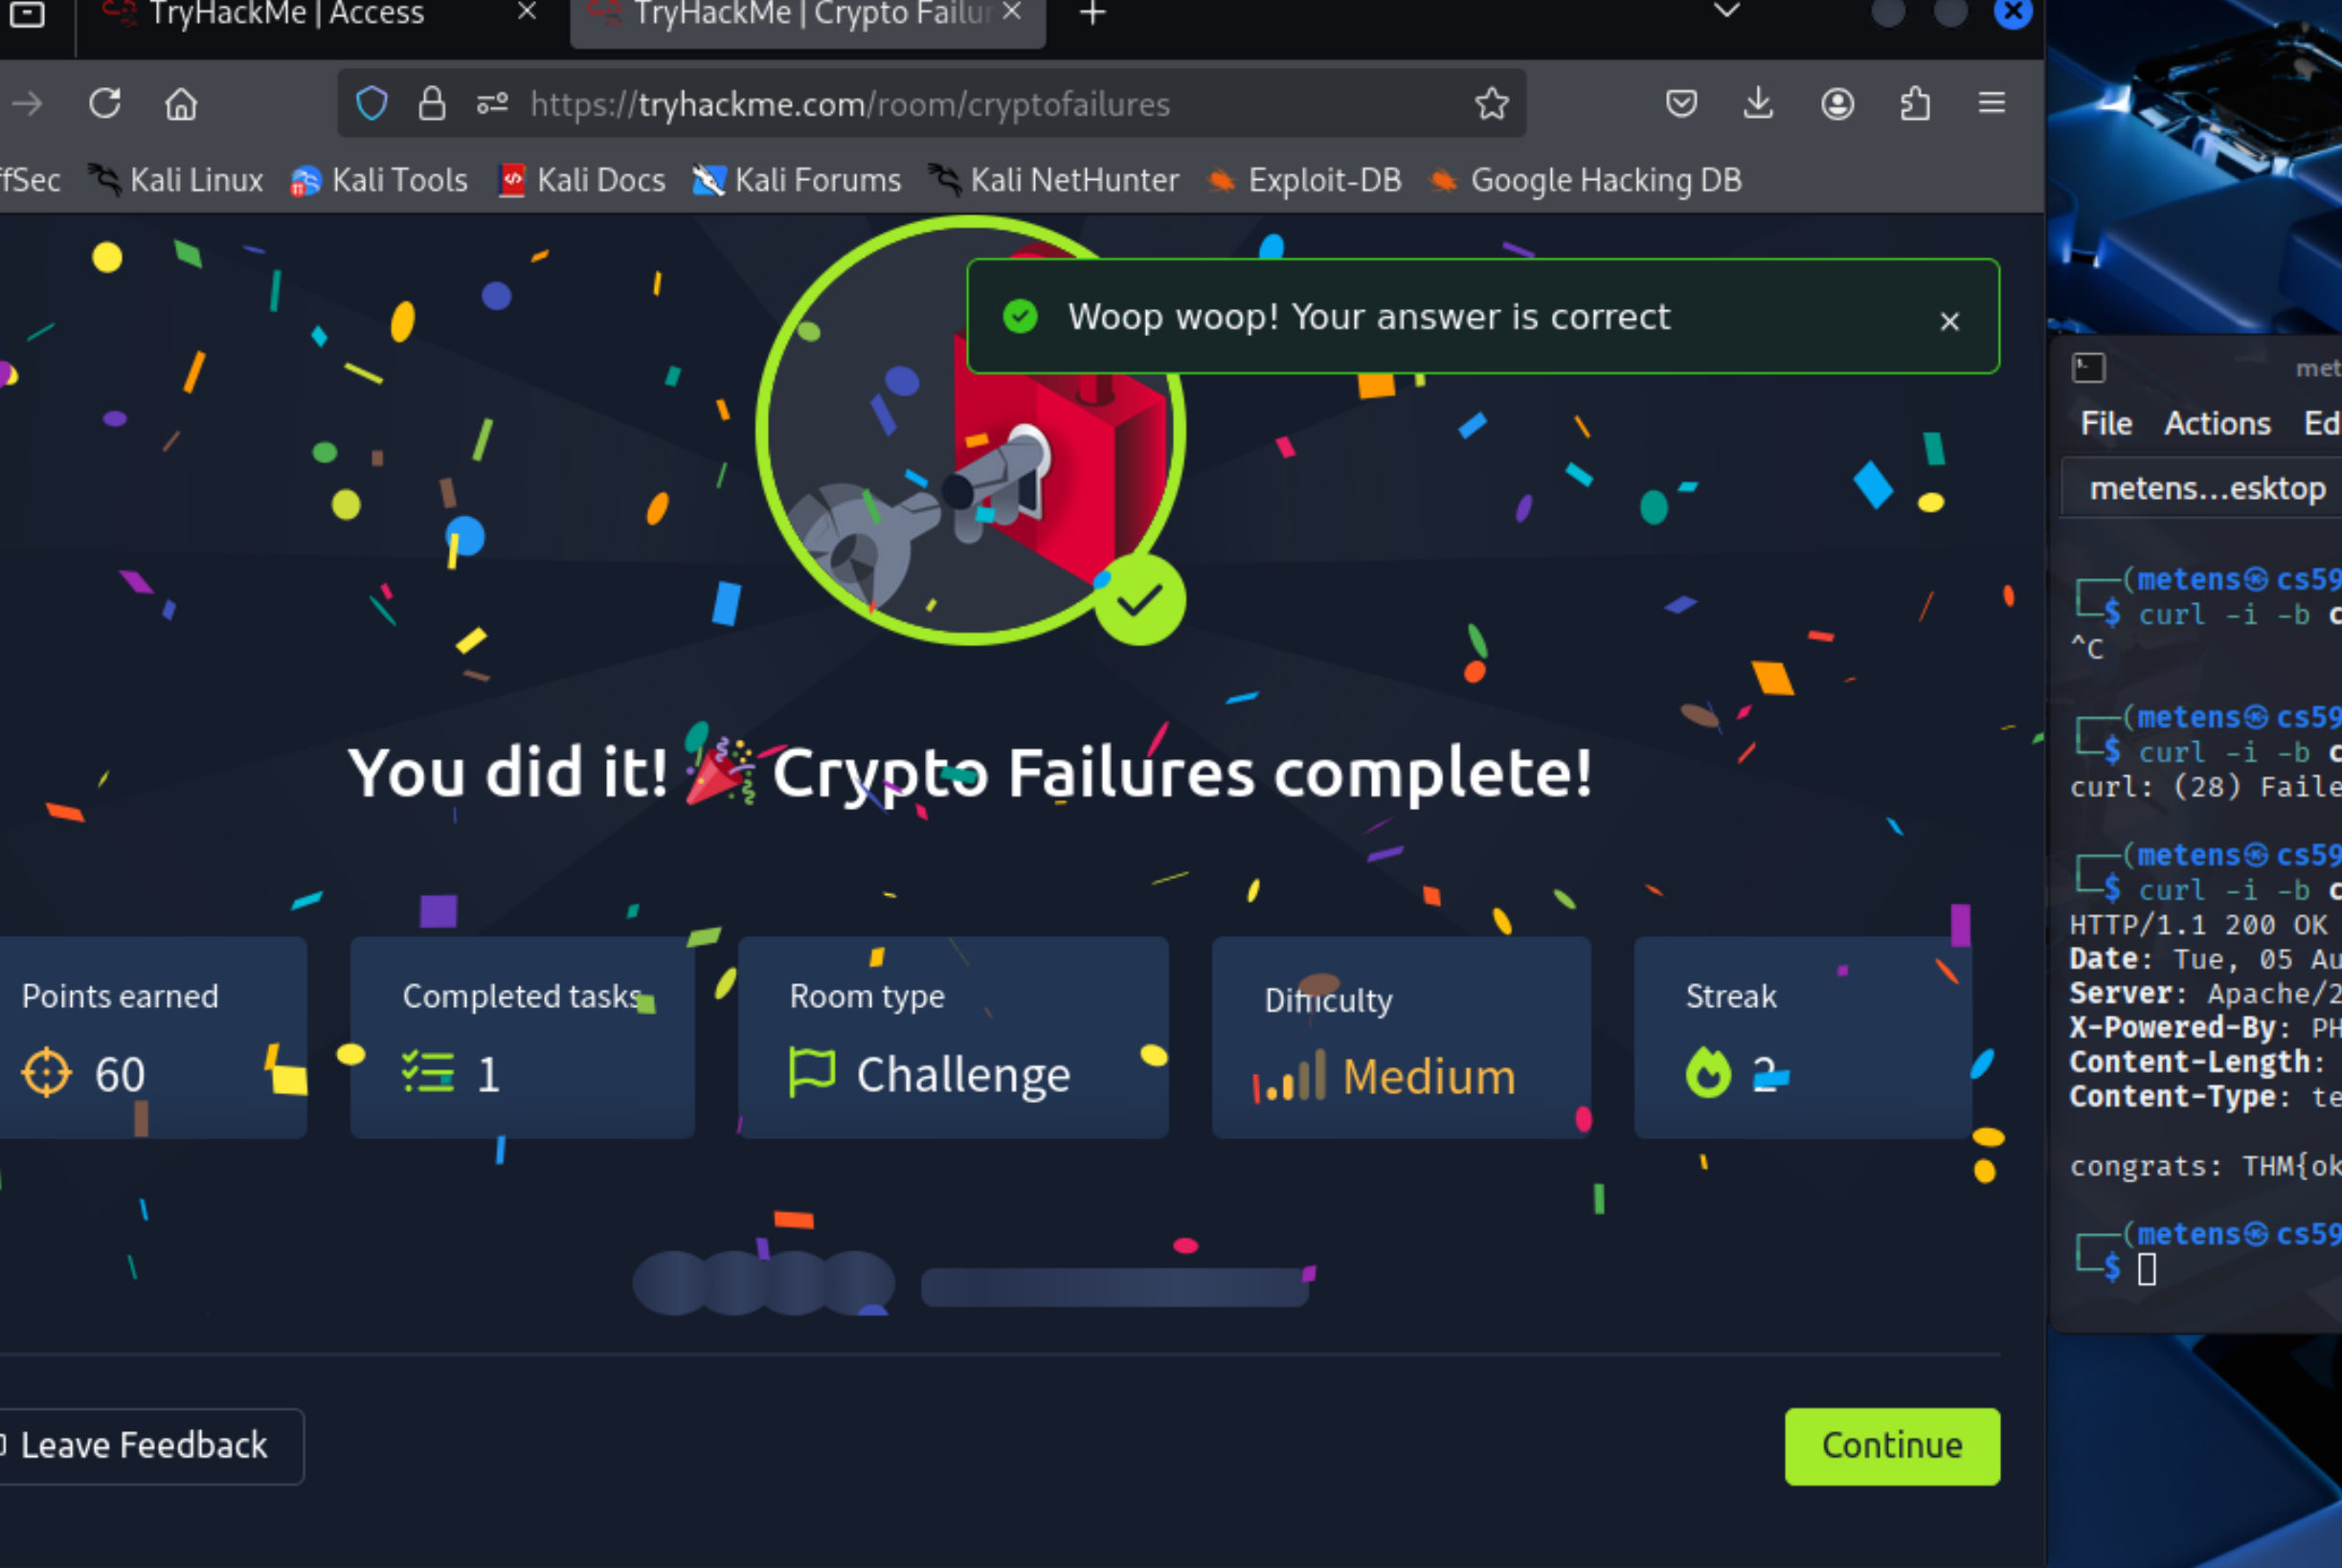 TryHackMe | Access
TryHackMe | Crypto Failur
https://tryhackme.com/room/cryptofailures
ffSec Kali Linux Kali Tools Kali Docs Kali Forums Kali NetHunter Exploit-DB Google Hacking DB
Woop woop! Your answer is correct
You did it! 🎉 Crypto Failures complete!
Points earned
60
Completed tasks
1
Room type
Challenge
Difficulty
Medium
Streak
2
Leave Feedback
Continue
met
File Actions Ed
metens...esktop
(metens㉿cs59
$ curl -i -b c
^C
(metens㉿cs59
$ curl -i -b c
curl: (28) Faile
(metens㉿cs59
$ curl -i -b c
HTTP/1.1 200 OK
Date: Tue, 05 Au
Server: Apache/2
X-Powered-By: PH
Content-Length:
Content-Type: te
congrats: THM{ok
(metens㉿cs59
$